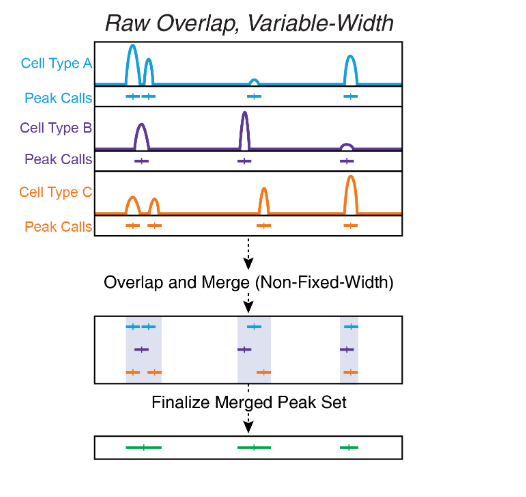 Raw Overlap, Variable-Width
Cell Type A
Peak Calls
Cell Type B
Peak Calls
Cell Type C
Peak Calls
Overlap and Merge (Non-Fixed-Width)
Finalize Merged Peak Set